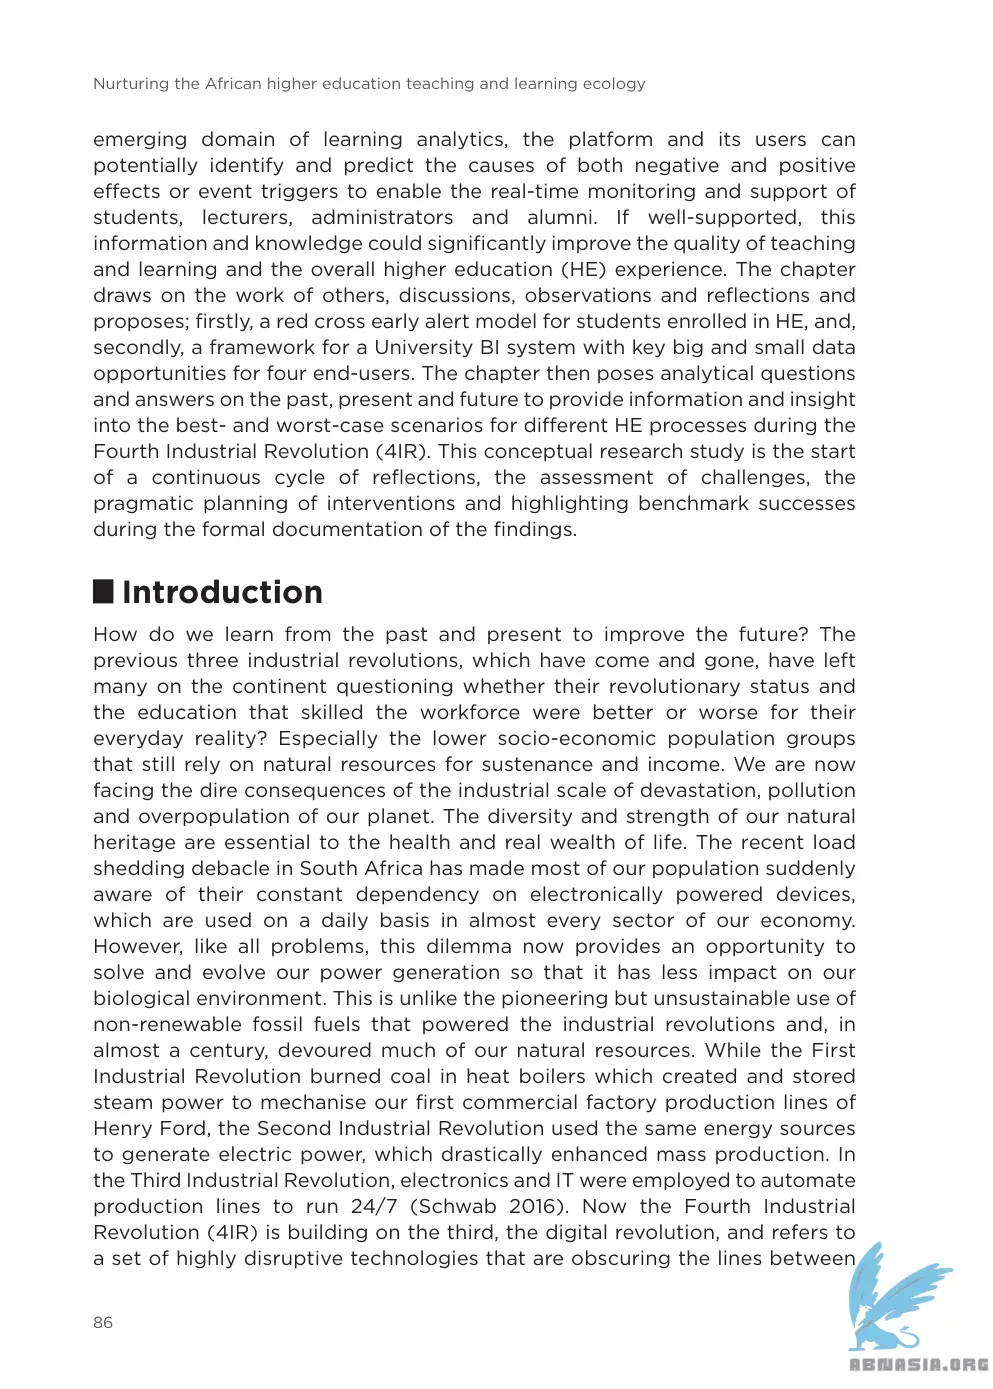 Nurturing the African higher education teaching and learning ecology
emerging domain of learning analytics, the platform and its users can
potentially identify and predict the causes of both negative and positive
effects or event triggers to enable the real-time monitoring and support of
students, lecturers, administrators and alumni. If well-supported, this
information and knowledge could significantly improve the quality of teaching
and learning and the overall higher education (HE) experience. The chapter
draws on the work of others, discussions, observations and reflections and
proposes; firstly, a red cross early alert model for students enrolled in HE, and,
secondly, a framework for a University BI system with key big and small data
opportunities for four end-users. The chapter then poses analytical questions
and answers on the past, present and future to provide information and insight
into the best- and worst-case scenarios for different HE processes during the
Fourth Industrial Revolution (4IR). This conceptual research study is the start
of a continuous cycle of reflections, the assessment of challenges, the
pragmatic planning of interventions and highlighting benchmark successes
during the formal documentation of the findings.
Introduction
How do we learn from the past and present to improve the future? The
previous three industrial revolutions, which have come and gone, have left
many on the continent questioning whether their revolutionary status and
the education that skilled the workforce were better or worse for their
everyday reality? Especially the lower socio-economic population groups
that still rely on natural resources for sustenance and income. We are now
facing the dire consequences of the industrial scale of devastation, pollution
and overpopulation of our planet. The diversity and strength of our natural
heritage are essential to the health and real wealth of life. The recent load
shedding debacle in South Africa has made most of our population suddenly
aware of their constant dependency on electronically powered devices,
which are used on a daily basis in almost every sector of our economy.
However, like all problems, this dilemma now provides an opportunity to
solve and evolve our power generation so that it has less impact on our
biological environment. This is unlike the pioneering but unsustainable use of
non-renewable fossil fuels that powered the industrial revolutions and, in
almost a century, devoured much of our natural resources. While the First
Industrial Revolution burned coal in heat boilers which created and stored
steam power to mechanise our first commercial factory production lines of
Henry Ford, the Second Industrial Revolution used the same energy sources
to generate electric power, which drastically enhanced mass production. In
the Third Industrial Revolution, electronics and IT were employed to automate
production lines to run 24/7 (Schwab 2016). Now the Fourth Industrial
Revolution (4IR) is building on the third, the digital revolution, and refers to
a set of highly disruptive technologies that are obscuring the lines between
86
ABNASIA.ORG